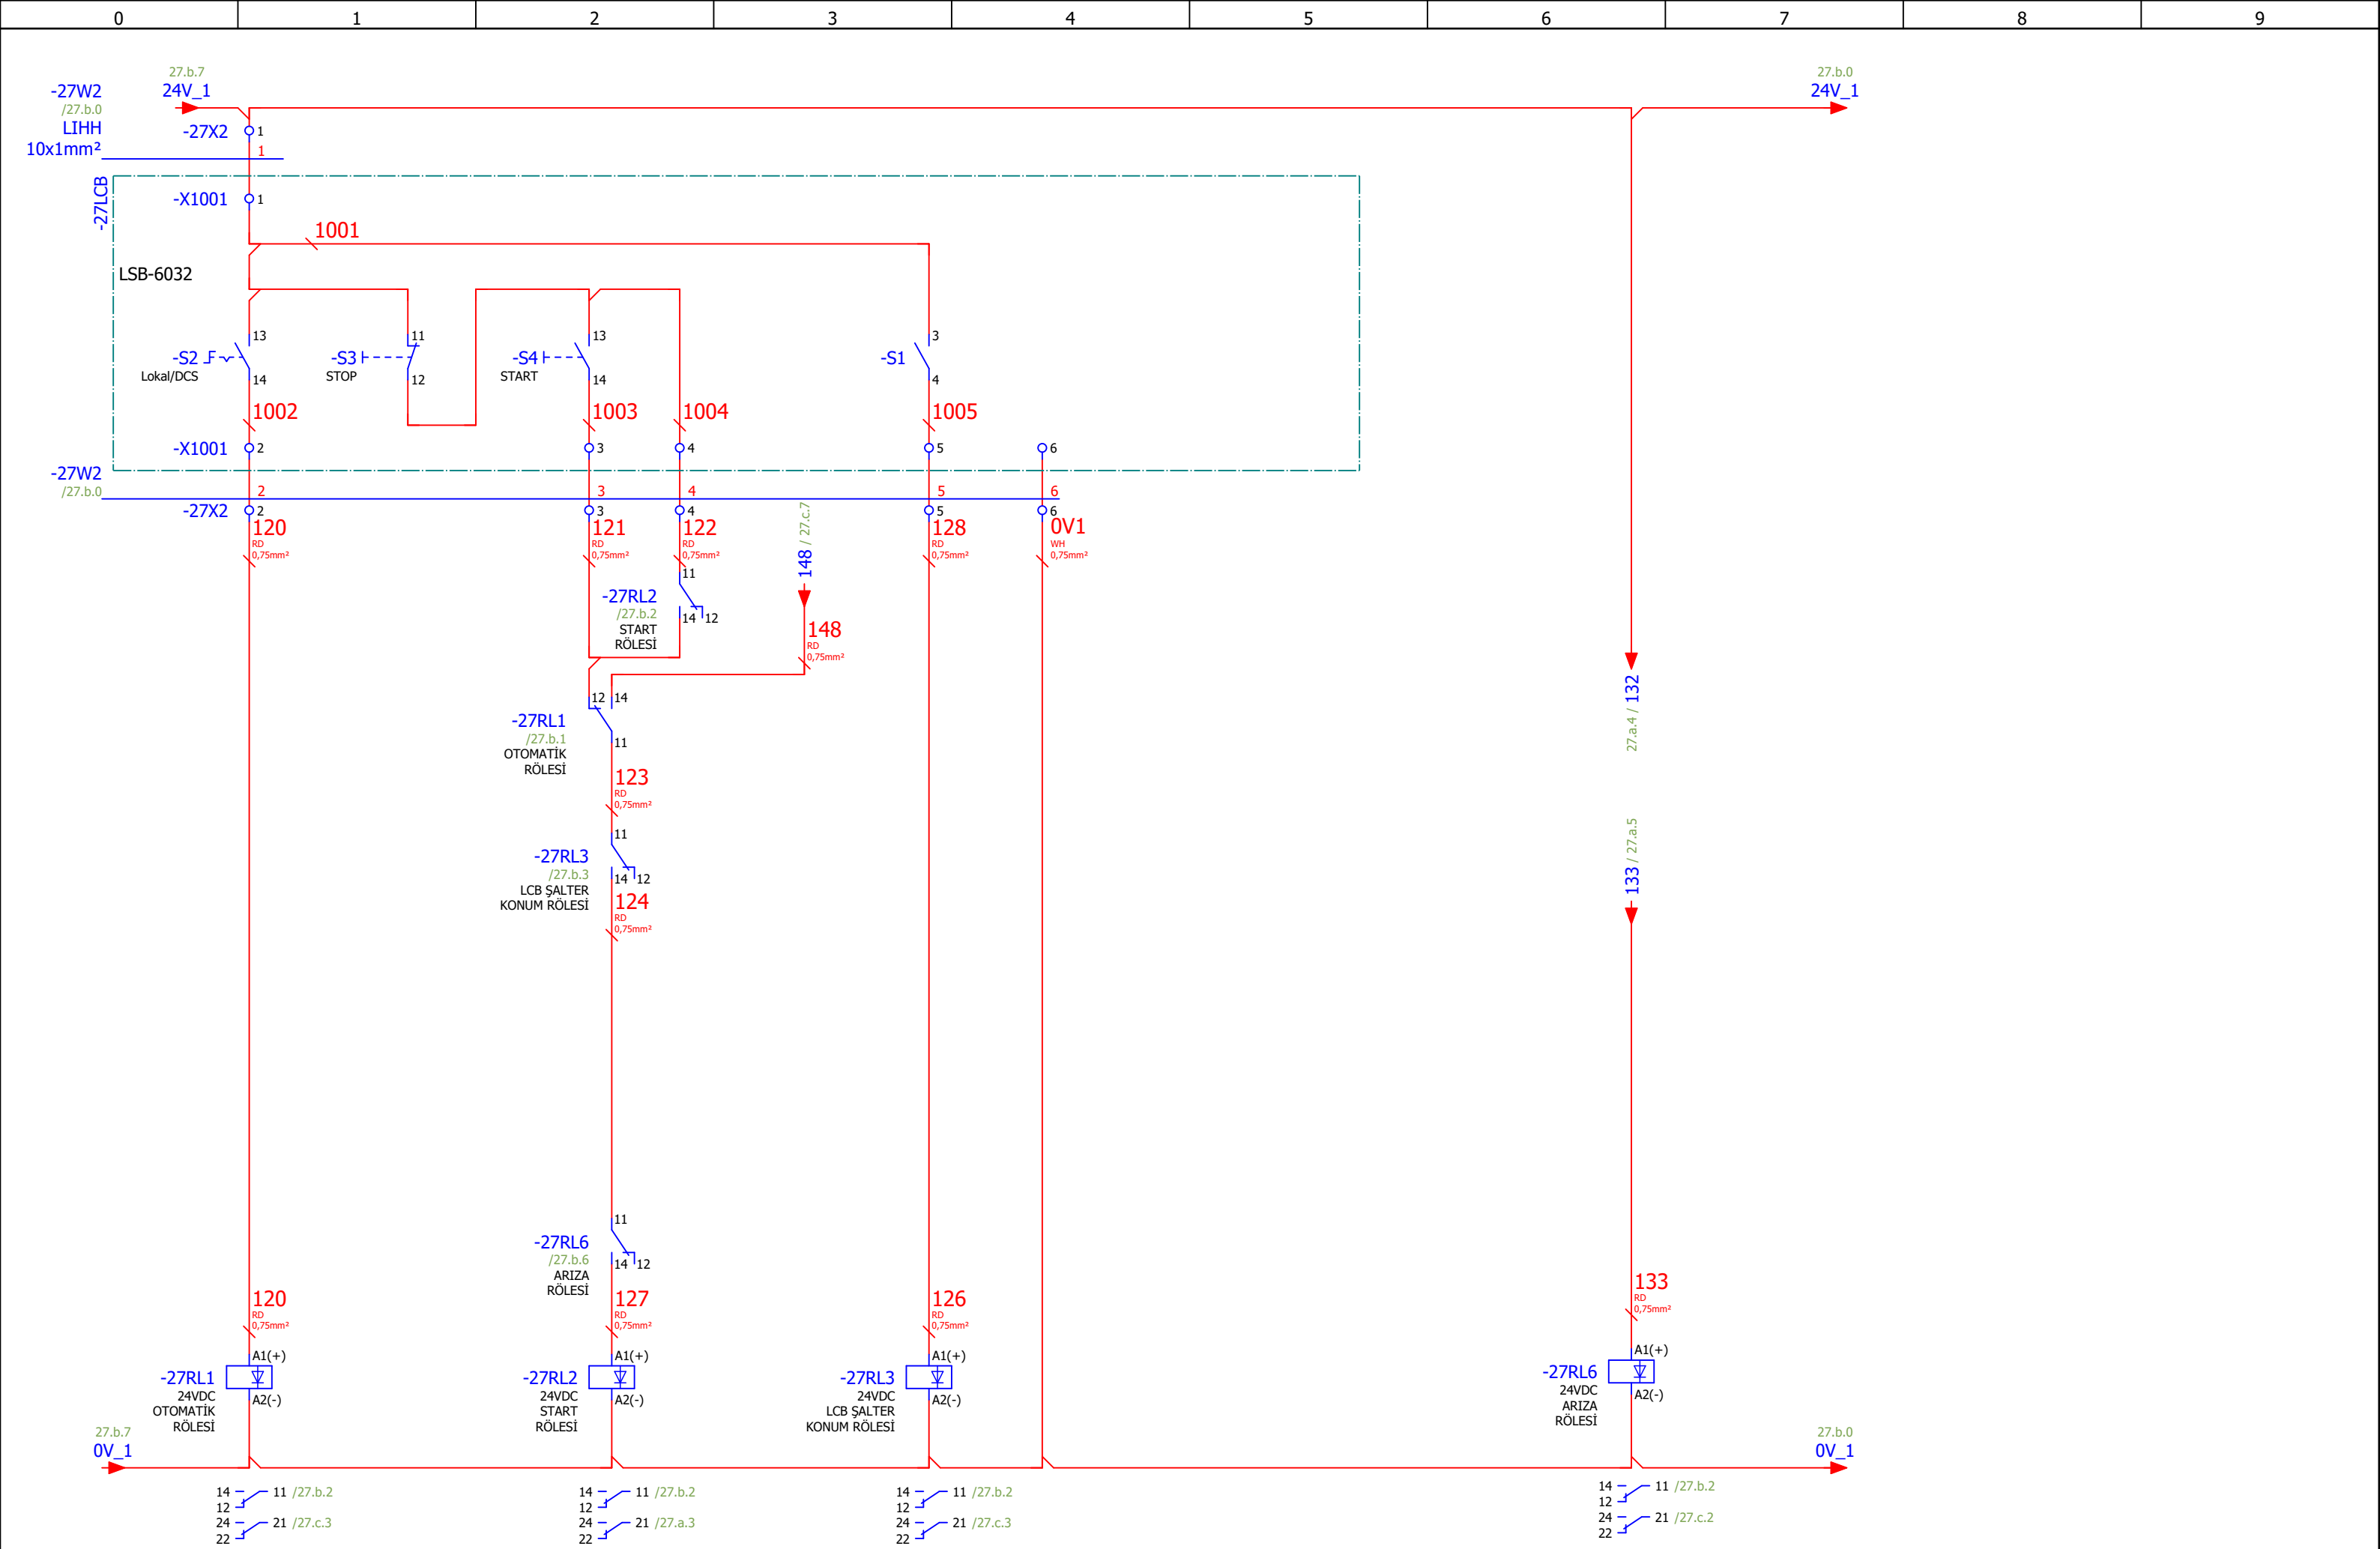 0 1 2 3 4 5 6 7 8 9
27.b.7
24V_1
27.b.0
24V_1
-27W2
/27.b.0
LIHH
10x1mm²
-27X2 1
1
-27LCB
-X1001 1
1001
LSB-6032
-S2
Lokal/DCS
13
14
-S3
STOP
11
12
-S4
START
13
14
-S1
3
4
1002
1003
1004
1005
-X1001 2 3 4 5 6
-27W2
/27.b.0
2 3 4 5 6
-27X2 2 3 4 5 6
120
RD
0,75mm²
121
RD
0,75mm²
122
RD
0,75mm²
148 / 27.c.7
128
RD
0,75mm²
0V1
WH
0,75mm²
-27RL2
/27.b.2
START
RÖLESİ
11
14 12
148
RD
0,75mm²
-27RL1
/27.b.1
OTOMATİK
RÖLESİ
12 14
11
27.a.4 / 132
123
RD
0,75mm²
-27RL3
/27.b.3
LCB ŞALTER
KONUM RÖLESİ
11
14 12
133 / 27.a.5
124
RD
0,75mm²
-27RL6
/27.b.6
ARIZA
RÖLESİ
11
14 12
120
RD
0,75mm²
127
RD
0,75mm²
126
RD
0,75mm²
133
RD
0,75mm²
-27RL1
24VDC
OTOMATİK
RÖLESİ
A1(+)
A2(-)
-27RL2
24VDC
START
RÖLESİ
A1(+)
A2(-)
-27RL3
24VDC
LCB ŞALTER
KONUM RÖLESİ
A1(+)
A2(-)
-27RL6
24VDC
ARIZA
RÖLESİ
A1(+)
A2(-)
27.b.7
0V_1
27.b.0
0V_1
14 11 /27.b.2
12
24 21 /27.c.3
22
14 11 /27.b.2
12
24 21 /27.a.3
22
14 11 /27.b.2
12
24 21 /27.c.3
22
14 11 /27.b.2
12
24 21 /27.c.2
22